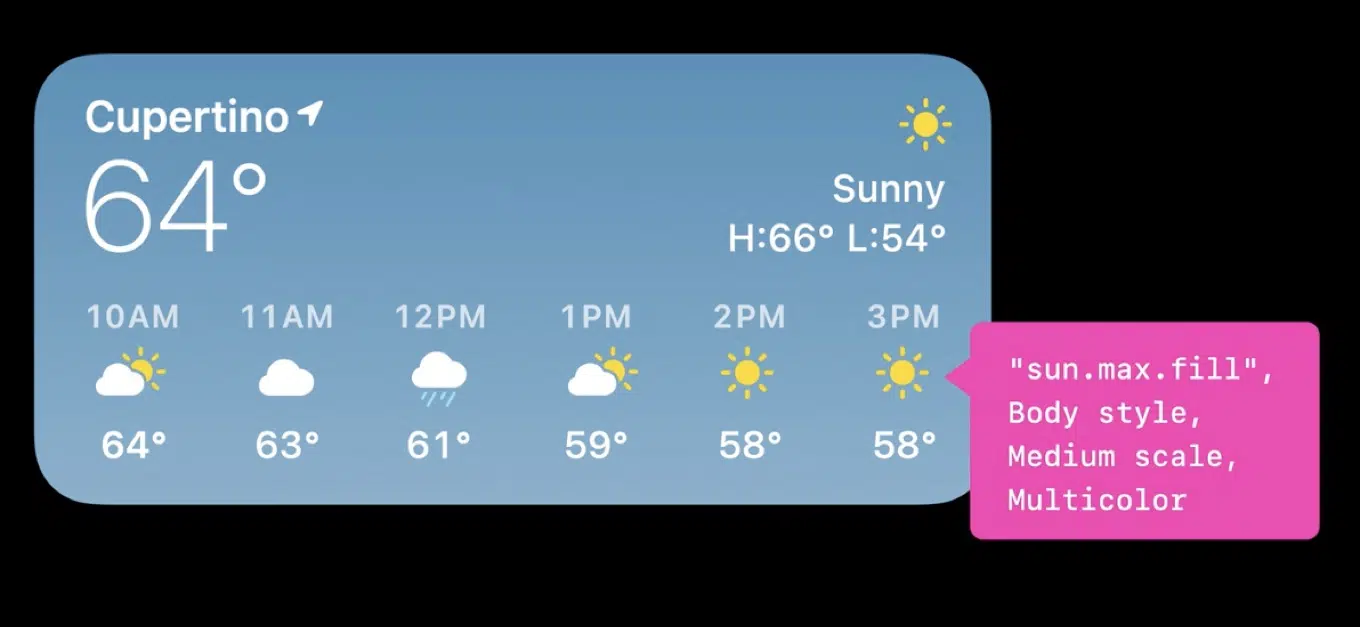 Cupertino
64°
Sunny
H:66° L:54°
10AM 11AM 12PM 1PM 2PM 3PM
64° 63° 61° 59° 58° 58°
"sun.max.fill",
Body style,
Medium scale,
Multicolor